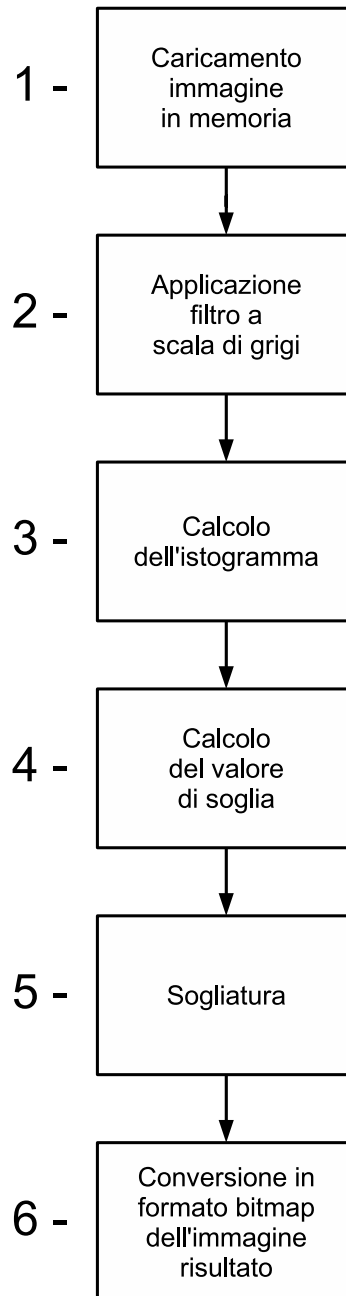 1 -
Caricamento
immagine
in memoria
2 -
Applicazione
filtro a
scala di grigi
3 -
Calcolo
dell'istogramma
4 -
Calcolo
del valore
di soglia
5 -
Sogliatura
6 -
Conversione in
formato bitmap
dell'immagine
risultato